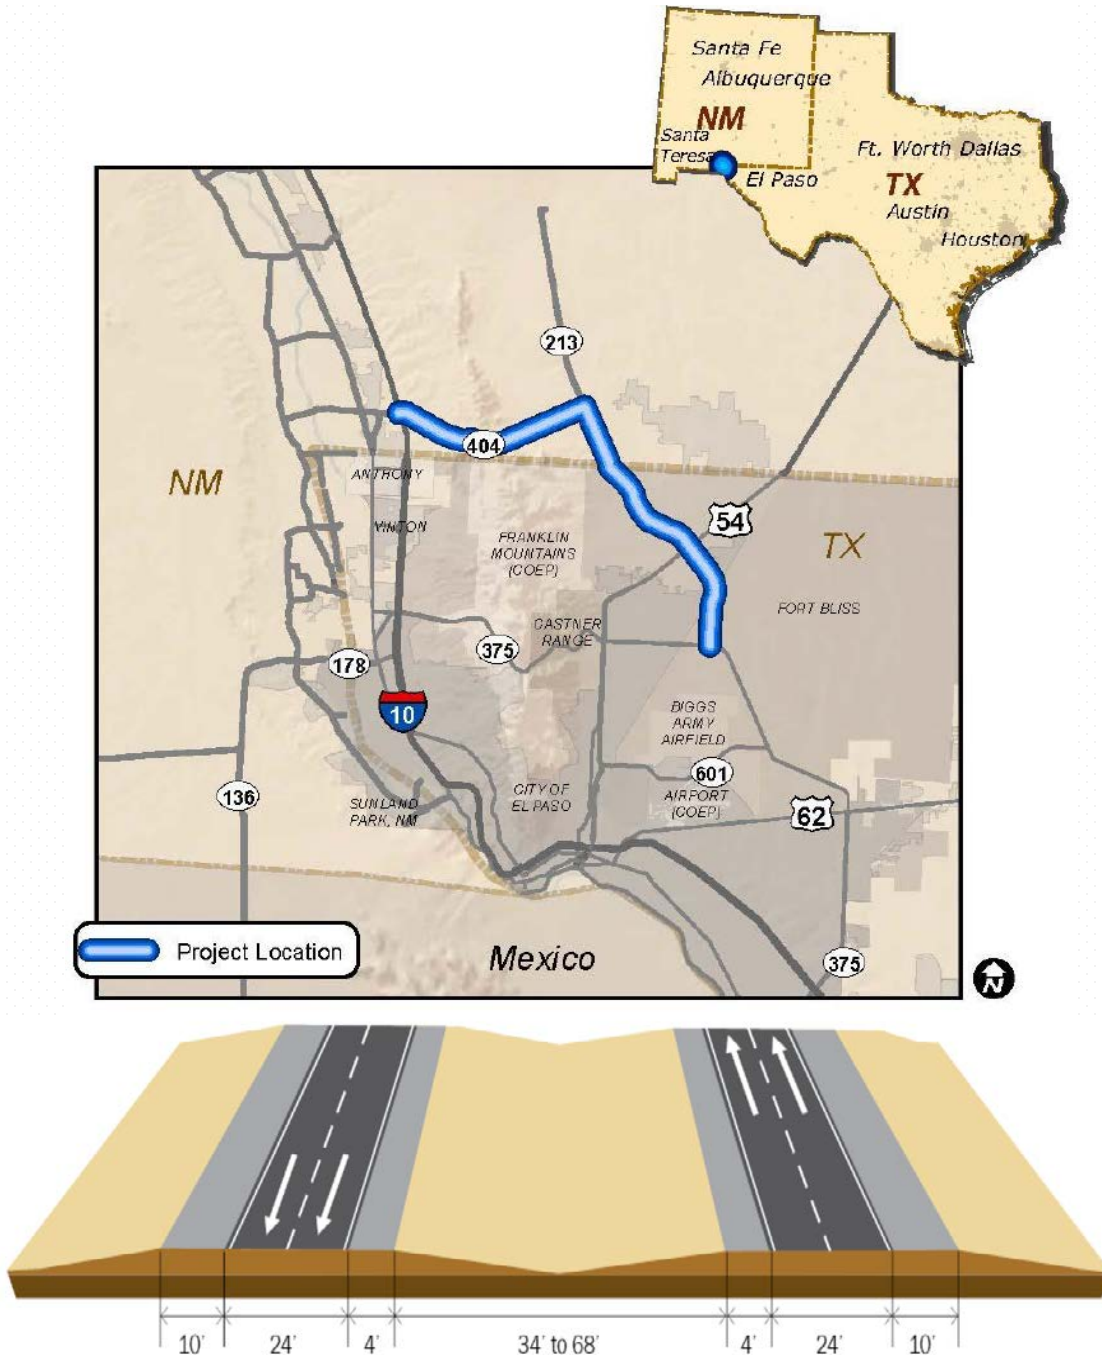 Santa Fe
Albuquerque
NM
Santa
Teresa
Ft. Worth Dallas
El Paso
TX
Austin
Houston
213
404
NM
ANTHONY
VINTON
FRANKLIN
MOUNTAINS
(COEP)
54
TX
FORT BLISS
CASTNER
RANGE
375
178
10
BIGGS
ARMY
AIRFIELD
601
AIRPORT
(COEP)
136
SUNLAND
PARK, NM
CITY OF
EL PASO
62
Project Location
Mexico
375
N
10' 24' 4' 34' to 68' 4' 24' 10'